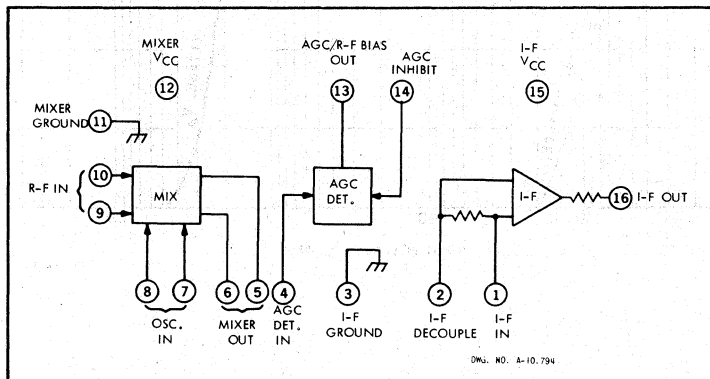 MIXER
VCC
12
AGC/R-F BIAS
OUT
13
AGC
INHIBIT
14
I-F
VCC
15
MIXER
GROUND
11
R-F IN
10
9
MIX
AGC
DET.
I-F
16
I-F OUT
8
7
6
5
4
3
2
1
OSC.
IN
MIXER
OUT
AGC
DET.
IN
I-F
GROUND
I-F
DECOUPLE
I-F
IN
DWG. NO. A-10,794